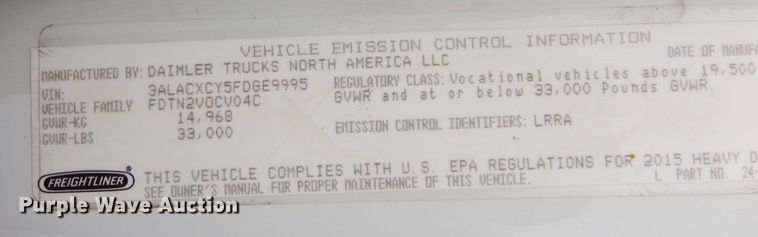 VEHICLE EMISSION CONTROL INFORMATION
MANUFACTURED BY: DAIMLER TRUCKS NORTH AMERICA LLC
DATE OF MANUFA
VIN: 3ALACXCY5FDGE9995
VEHICLE FAMILY FDTN2VOCV04C
GVWR-KG 14,968
GVWR-LBS 33,000
REGULATORY CLASS: Vocational vehicles above 19,500
GVWR and at or below 33,000 Pounds GVWR.
EMISSION CONTROL IDENTIFIERS: LRRA
FREIGHTLINER
THIS VEHICLE COMPLIES WITH U.S. EPA REGULATIONS FOR 2015 HEAVY D
SEE OWNER'S MANUAL FOR PROPER MAINTENANCE OF THIS VEHICLE.
L PART NO. 24-
Purple Wave Auction